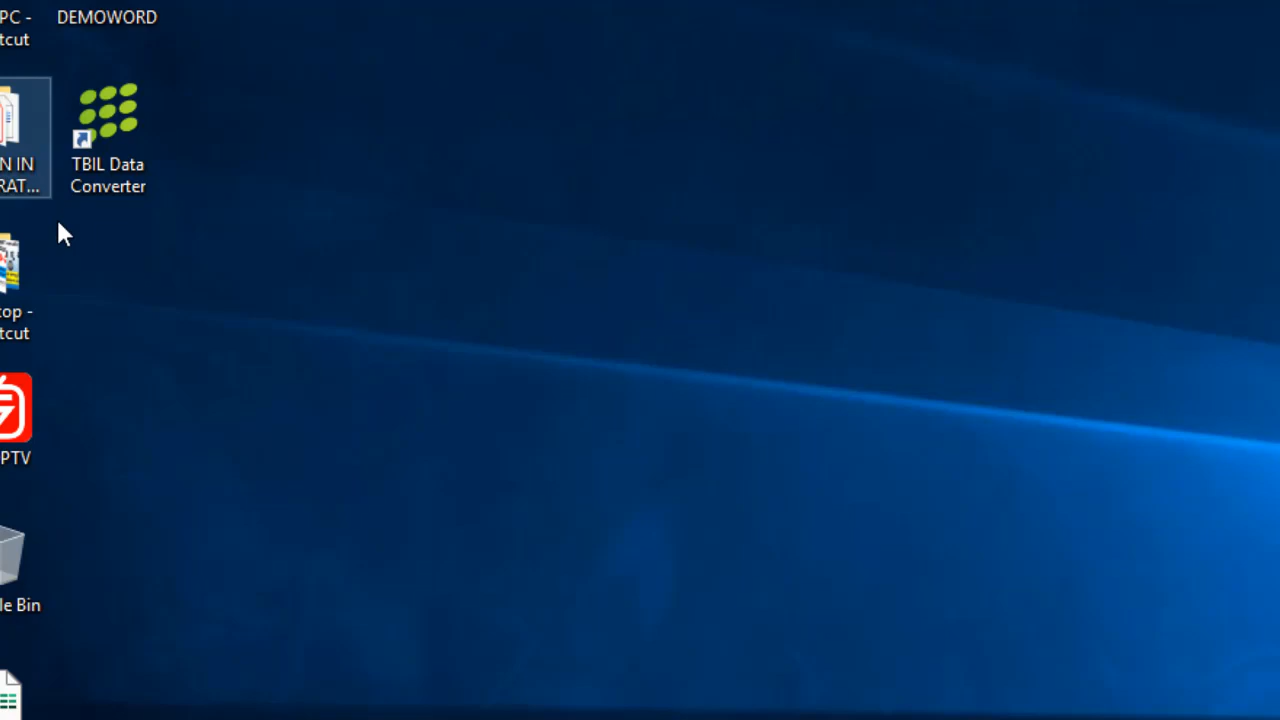 PC -
tcut
DEMOWORD
N IN
RAT...
TBIL Data
Converter
top -
tcut
PTV
le Bin